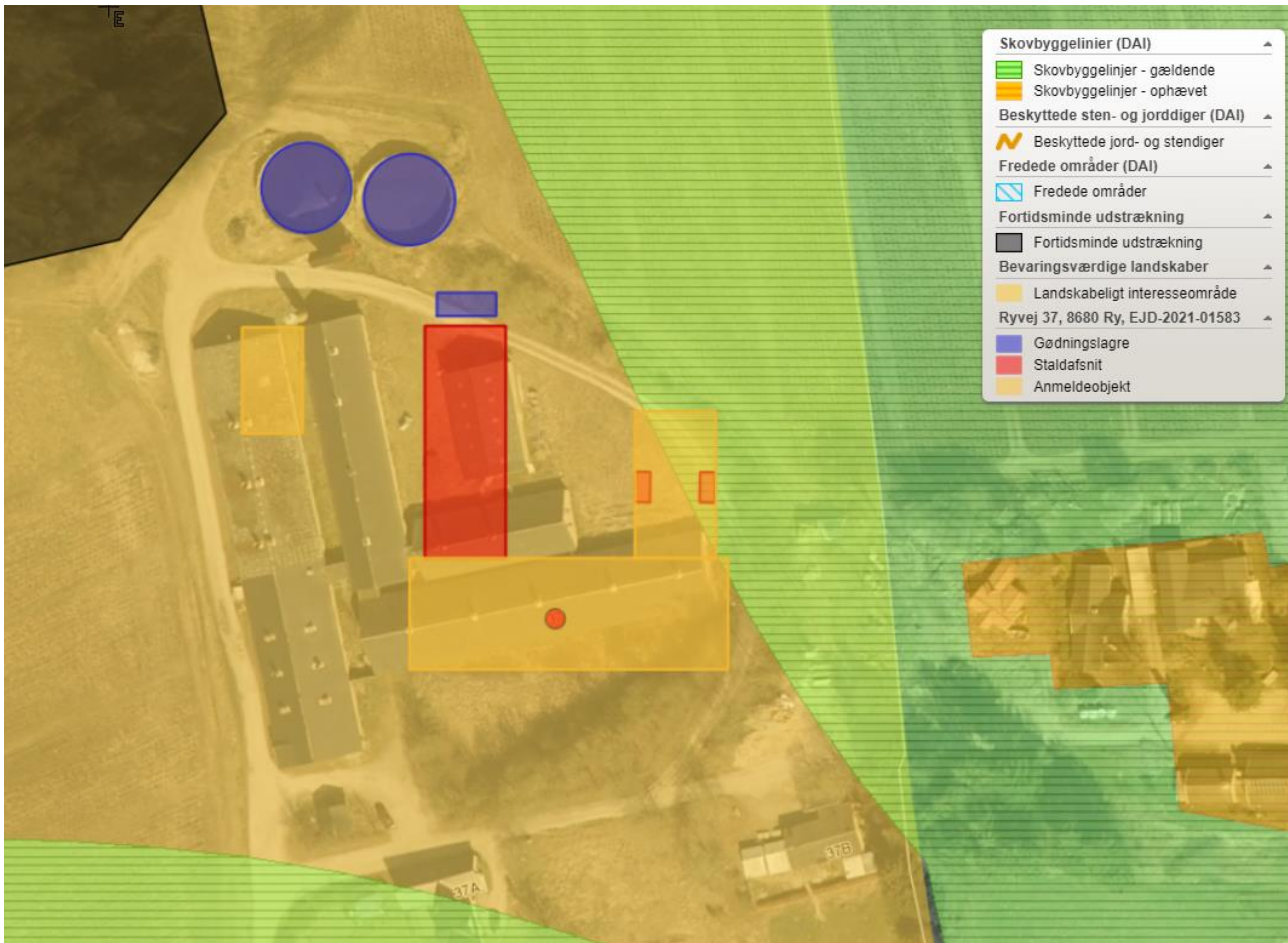 Skovbyggelinier (DAI)
Skovbyggelinjer - gældende
Skovbyggelinjer - ophævet
Beskyttede sten- og jorddiger (DAI)
Beskyttede jord- og stendiger
Fredede områder (DAI)
Fredede områder
Fortidsminde udstrækning
Fortidsminde udstrækning
Bevaringsværdige landskaber
Landskabeligt interesseområde
Ryvej 37, 8680 Ry, EJD-2021-01583
Gødningslagre
Staldafsnit
Anmeldeobjekt
37B
37A